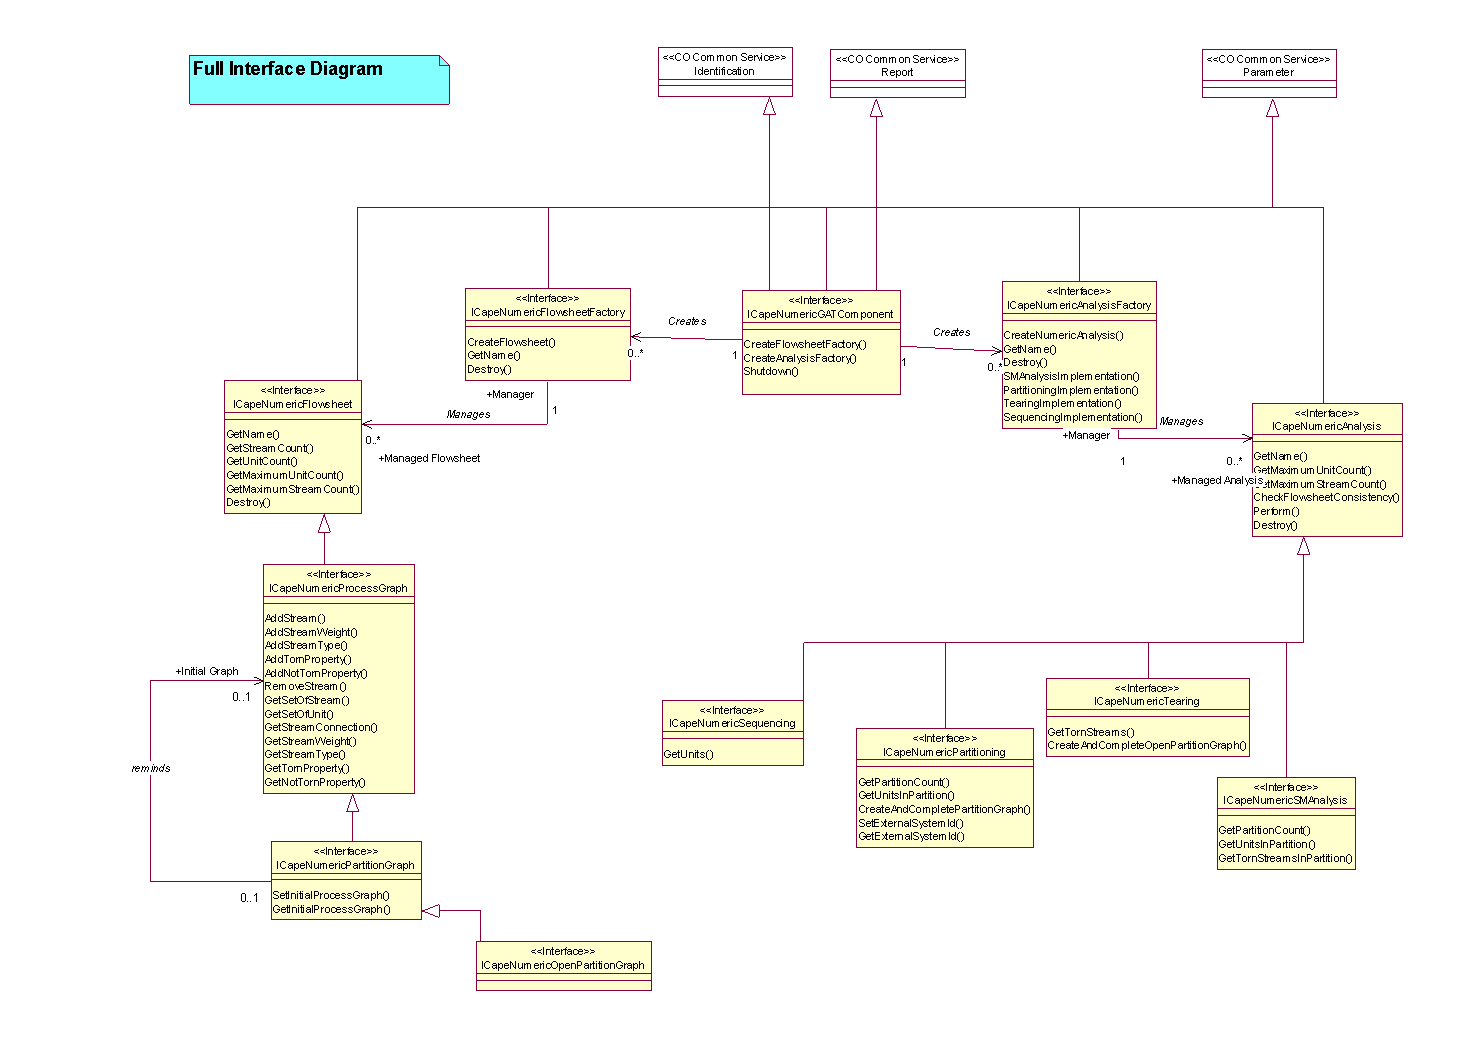 Full Interface Diagram
<<CO Common Service>>
Identification
<<CO Common Service>>
Report
<<CO Common Service>>
Parameter
<<Interface>>
ICapeNumericFlowsheetFactory
CreateFlowsheet()
GetName()
Destroy()
Creates
0..*
1
<<Interface>>
ICapeNumericGATComponent
CreateFlowsheetFactory()
CreateAnalysisFactory()
Shutdown()
Creates
1
0..*
<<Interface>>
ICapeNumericAnalysisFactory
CreateNumericAnalysis()
GetName()
Destroy()
SMAnalysisImplementation()
PartitioningImplementation()
TearingImplementation()
SequencingImplementation()
+Manager
1
Manages
0..*
+Managed Flowsheet
<<Interface>>
ICapeNumericFlowsheet
GetName()
GetStreamCount()
GetUnitCount()
GetMaximumUnitCount()
GetMaximumStreamCount()
Destroy()
+Manager
1
Manages
0..*
+Managed Analysis
<<Interface>>
ICapeNumericAnalysis
GetName()
GetMaximumUnitCount()
GetMaximumStreamCount()
CheckFlowsheetConsistency()
Perform()
Destroy()
<<Interface>>
ICapeNumericProcessGraph
AddStream()
AddStreamWeight()
AddStreamType()
AddTornProperty()
AddNotTornProperty()
RemoveStream()
GetSetOfStream()
GetSetOfUnit()
GetStreamConnection()
GetStreamWeight()
GetStreamType()
GetTornProperty()
GetNotTornProperty()
+Initial Graph
0..1
reminds
0..1
<<Interface>>
ICapeNumericPartitionGraph
SetInitialProcessGraph()
GetInitialProcessGraph()
<<Interface>>
ICapeNumericOpenPartitionGraph
<<Interface>>
ICapeNumericSequencing
GetUnits()
<<Interface>>
ICapeNumericPartitioning
GetPartitionCount()
GetUnitsInPartition()
CreateAndCompletePartitionGraph()
SetExternalSystemId()
GetExternalSystemId()
<<Interface>>
ICapeNumericTearing
GetTornStreams()
CreateAndCompleteOpenPartitionGraph()
<<Interface>>
ICapeNumericSMAnalysis
GetPartitionCount()
GetUnitsInPartition()
GetTornStreamsInPartition()